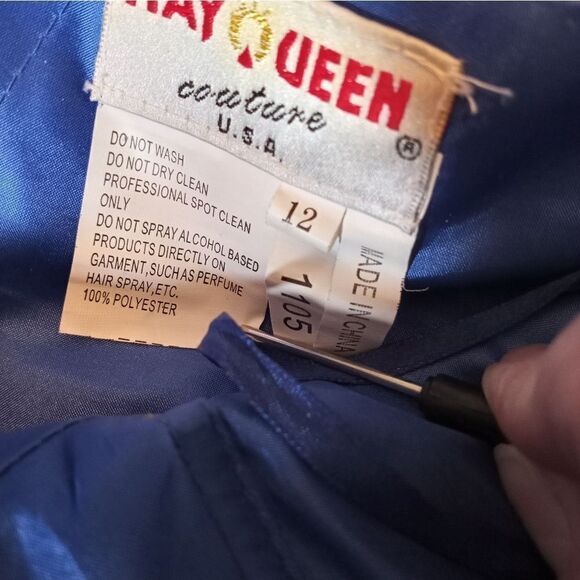 QUEEN
couture
U.S.A.
®
DO NOT WASH
DO NOT DRY CLEAN
PROFESSIONAL SPOT CLEAN
ONLY
DO NOT SPRAY ALCOHOL BASED
PRODUCTS DIRECTLY ON
GARMENT,SUCH AS PERFUME
HAIR SPRAY,ETC.
100% POLYESTER
12
1105
MADE IN CHINA